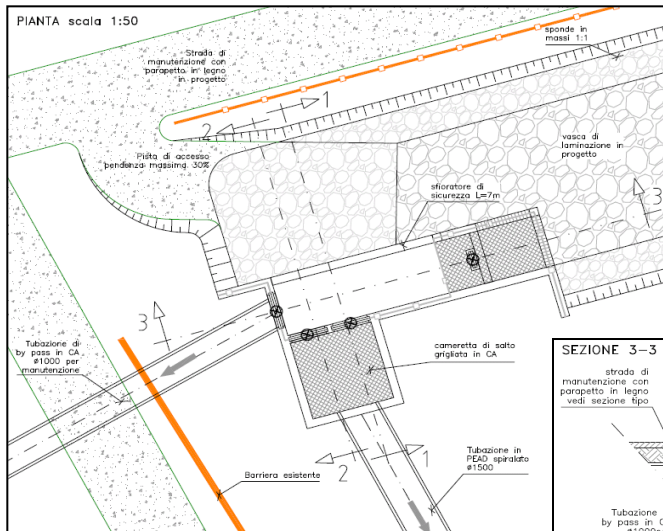 PIANTA scala 1:50
Strada di
manutenzione con
parapetto in legno
in progetto
sponde in
massi 1:1
1
2
Pista di accesso
pendenza massimg. 30%
vasca di
laminazione in
progetto
sfioratore di
sicurezza L=7m
3
3
Tubazione di
by pass in CA
ø1000 per
manutenzione
cameretta di salto
grigliata in CA
2
1
Barriera esistente
Tubazione in
PEAD spiralato
ø1500
SEZIONE 3-3
strada di
manutenzione con
parapetto in legno
vedi sezione tipo
Tubazione
by pass in C